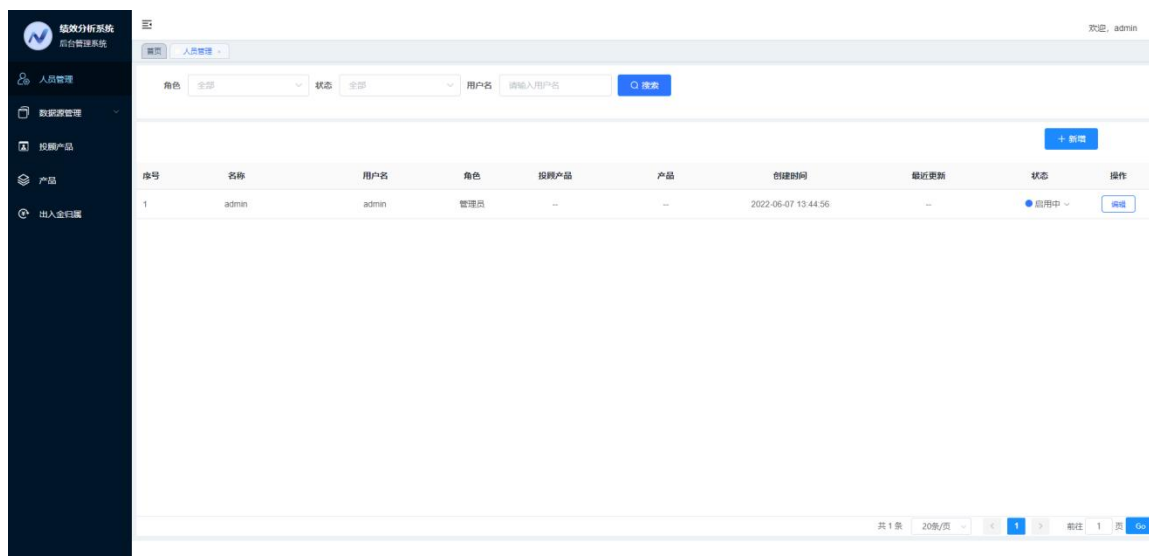 绩效分析系统
后台管理系统
欢迎, admin
首页 人员管理 ×
人员管理
数据源管理
投顾产品
产品
出入金归属
角色 全部 状态 全部 用户名 请输入用户名 搜索
+ 新增
序号 名称 用户名 角色 投顾产品 产品 创建时间 最近更新 状态 操作
1 admin admin 管理员 -- -- 2022-06-07 13:44:56 -- 启用中 编辑
共 1 条 20条/页 < 1 > 前往 1 页 Go